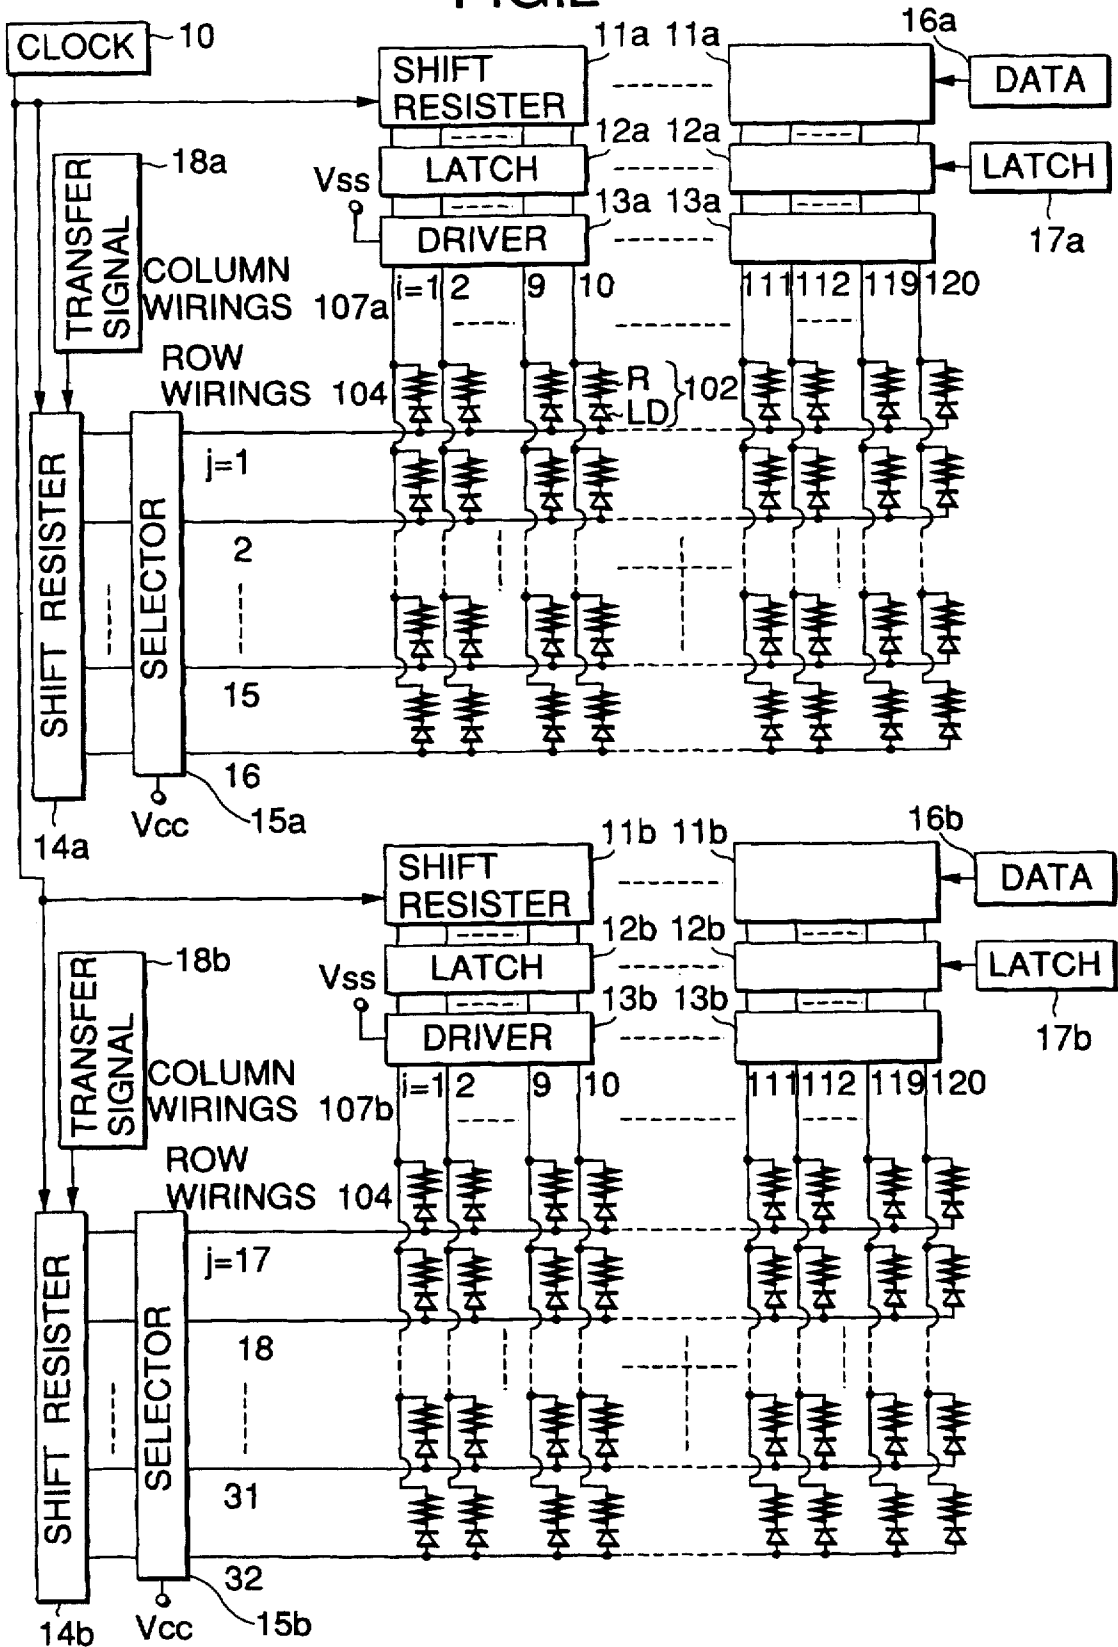 CLOCK
10
SHIFT
RESISTER
11a
11a
16a
DATA
12a
12a
LATCH
LATCH
17a
Vss
13a
13a
DRIVER
18a
TRANSFER
SIGNAL
COLUMN
WIRINGS 107a
i=1 2 9 10 111 112 119 120
ROW
WIRINGS 104
R
LD
102
j=1
2
15
16
SHIFT RESISTER
SELECTOR
14a
Vcc
15a
SHIFT
RESISTER
11b
11b
16b
DATA
12b
12b
LATCH
LATCH
17b
Vss
13b
13b
DRIVER
18b
TRANSFER
SIGNAL
COLUMN
WIRINGS 107b
i=1 2 9 10 111 112 119 120
ROW
WIRINGS 104
j=17
18
31
32
SHIFT RESISTER
SELECTOR
14b
Vcc
15b